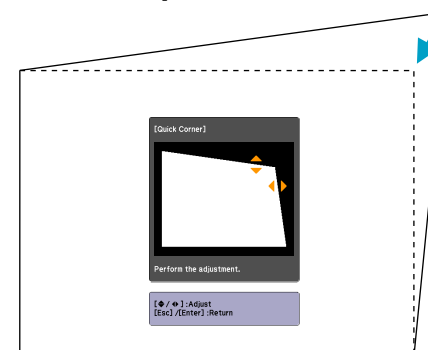 [Quick Corner]
Perform the adjustment.
[◆/◆]:Adjust
[Esc]/[Enter]:Return